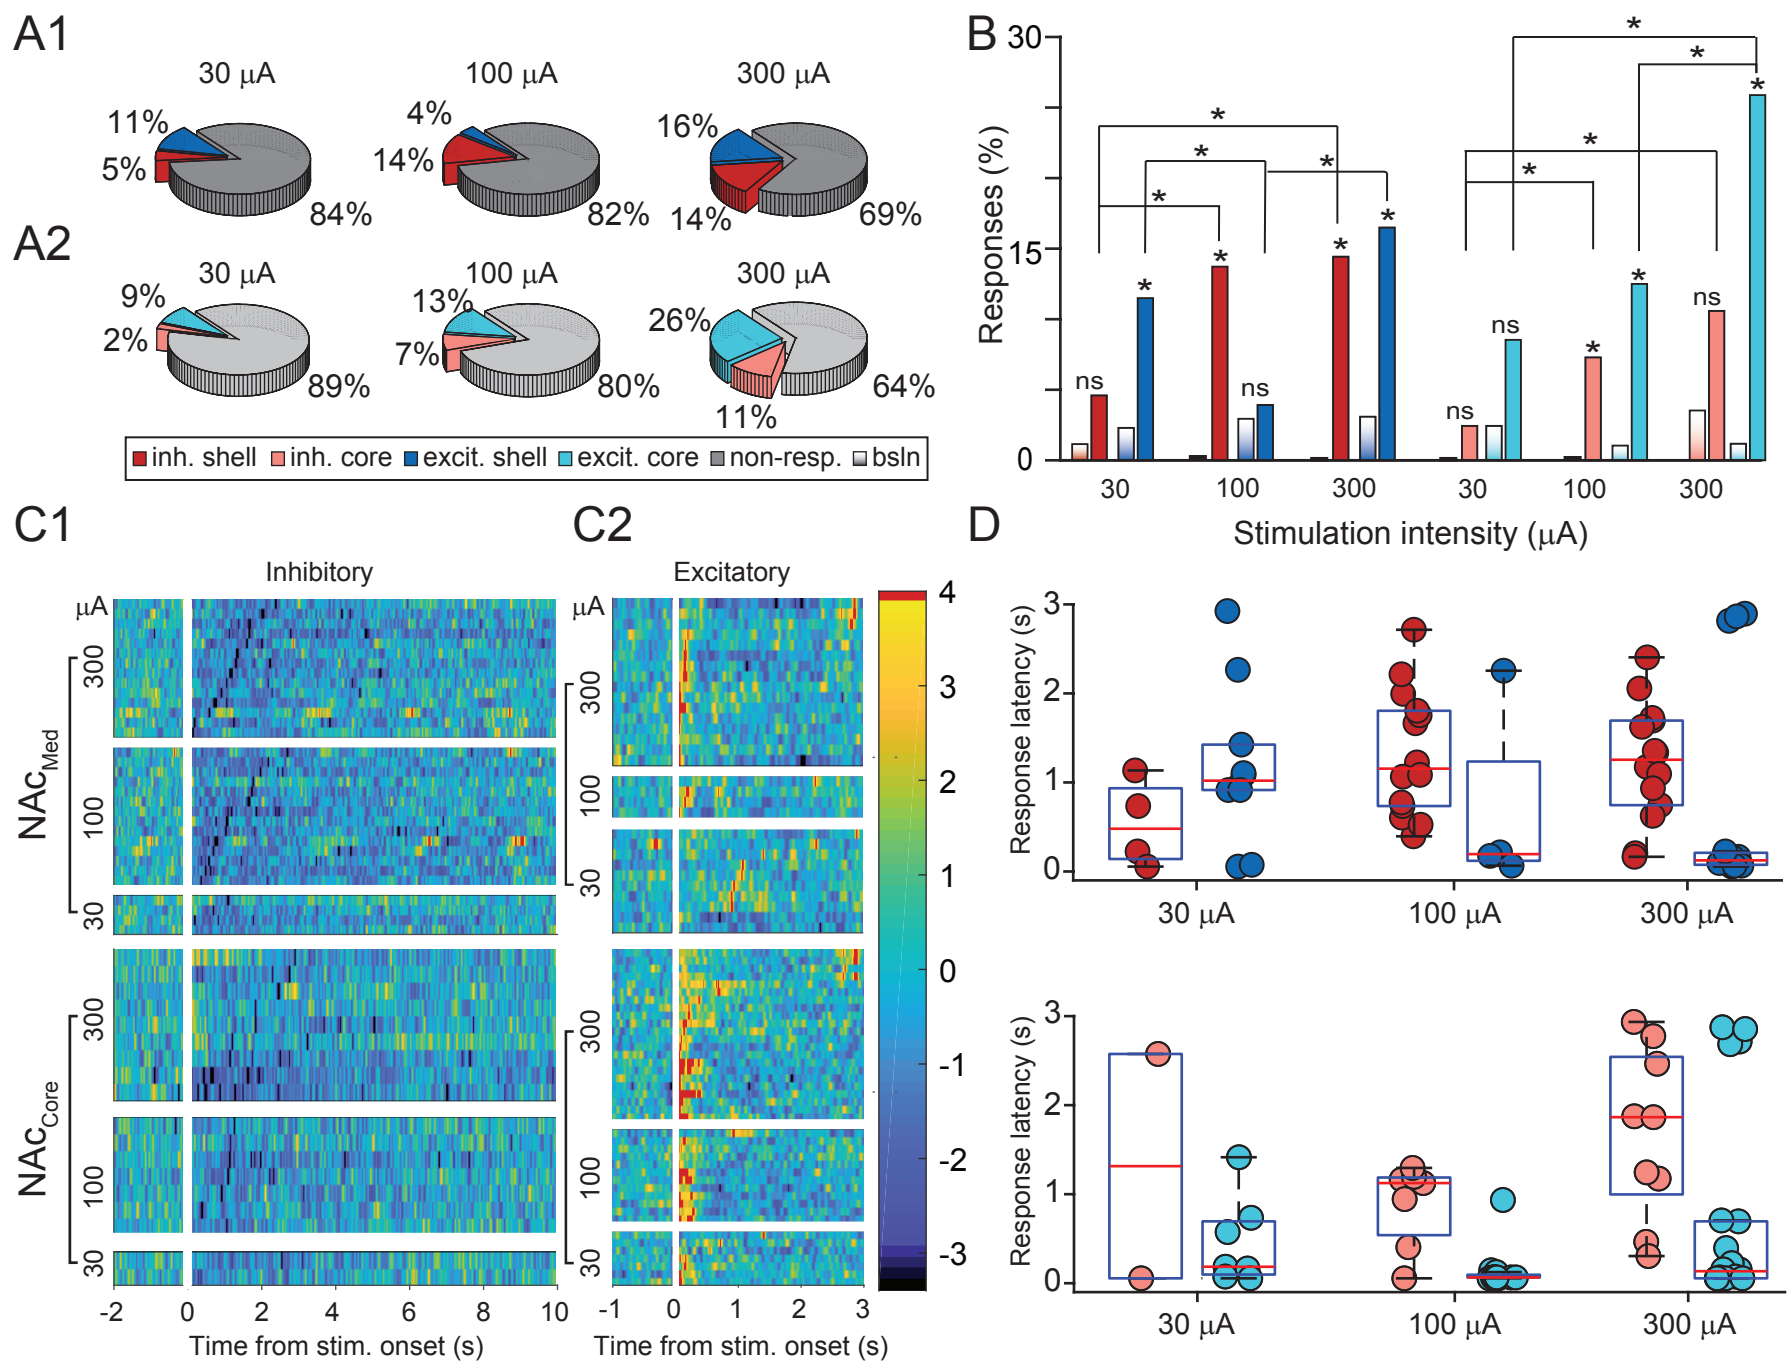 A1
30 μA
100 μA
300 μA
11%
5%
84%
4%
14%
82%
16%
14%
69%
A2
30 μA
100 μA
300 μA
9%
2%
89%
13%
7%
80%
26%
11%
64%
inh. shell inh. core excit. shell excit. core non-resp. bsln
B
Responses (%)
30
15
0
* * * * * * * * *
ns * * ns * * ns ns * * ns *
30 100 300 30 100 300
Stimulation intensity (μA)
C1
Inhibitory
μA
NAcMed
300
100
30
NAcCore
300
100
30
-2 0 2 4 6 8 10
Time from stim. onset (s)
C2
Excitatory
μA
300
100
30
300
100
30
-1 0 1 2 3
Time from stim. onset (s)
4
3
2
1
0
-1
-2
-3
D
Response latency (s)
3
2
1
0
30 μA 100 μA 300 μA
Response latency (s)
3
2
1
0
30 μA 100 μA 300 μA